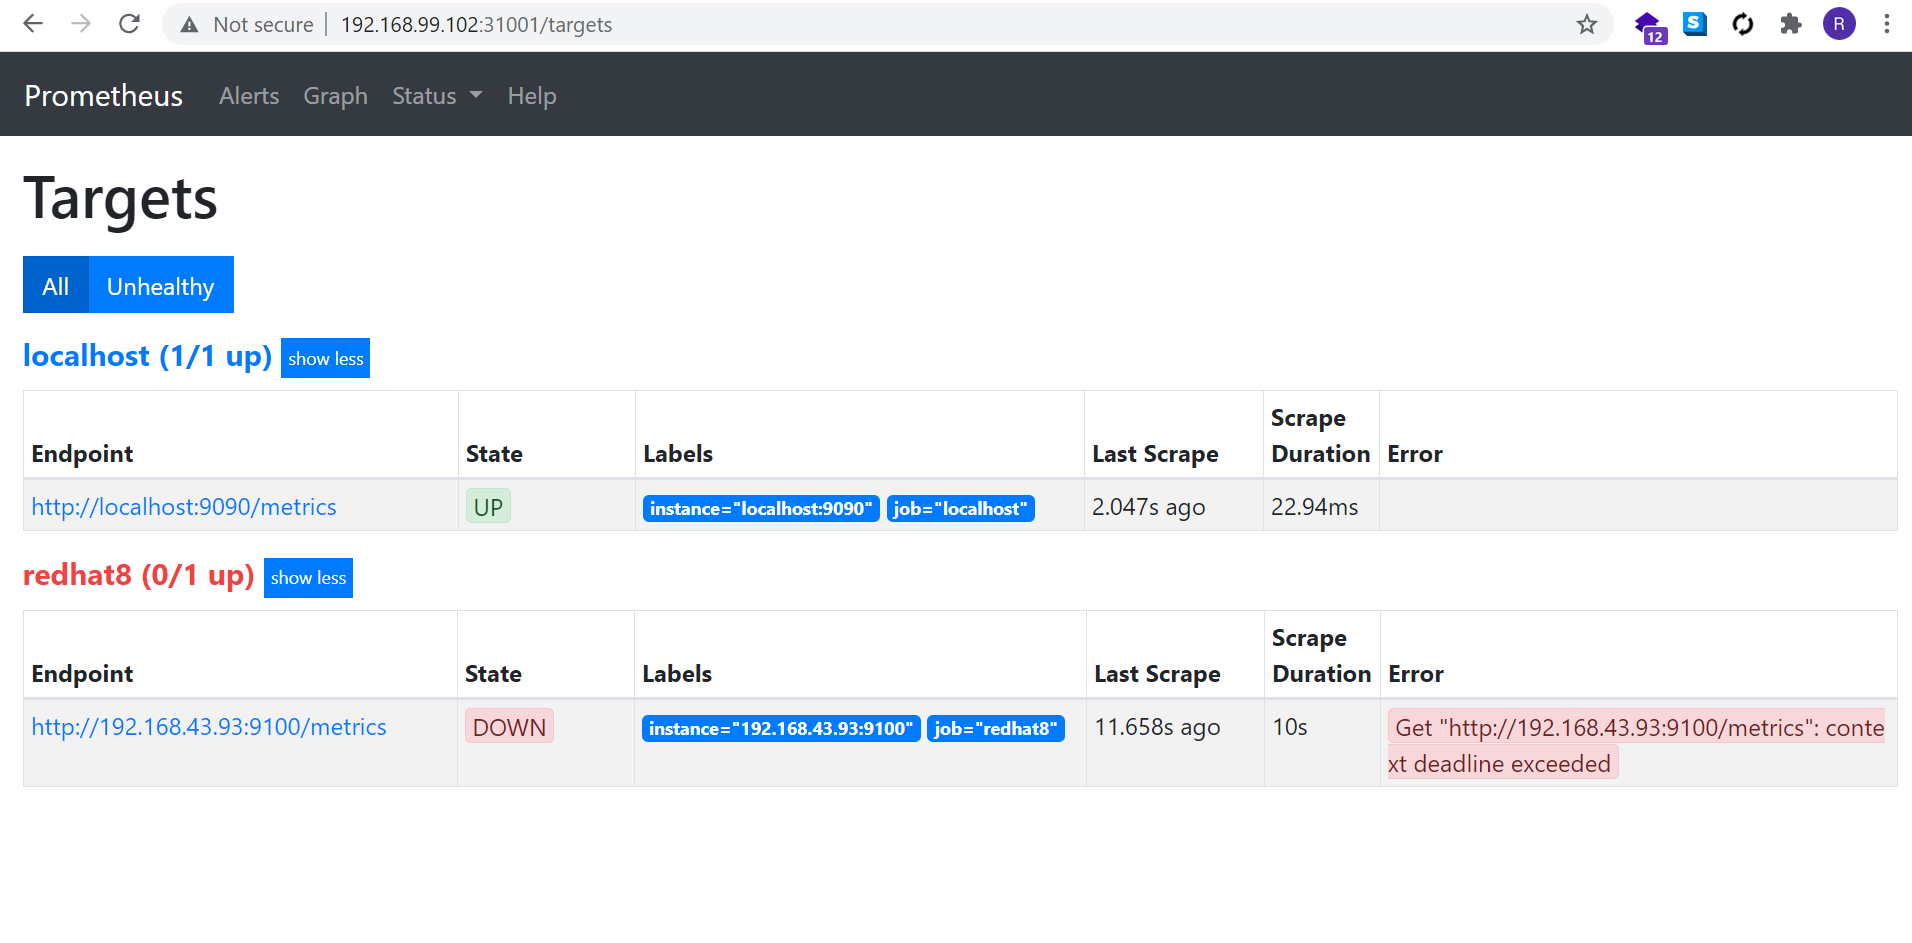 Not secure | 192.168.99.102:31001/targets
12
R
Prometheus Alerts Graph Status Help
Targets
All Unhealthy
localhost (1/1 up) show less
Endpoint State Labels Last Scrape Scrape Duration Error
http://localhost:9090/metrics UP instance="localhost:9090" job="localhost" 2.047s ago 22.94ms
redhat8 (0/1 up) show less
Endpoint State Labels Last Scrape Scrape Duration Error
http://192.168.43.93:9100/metrics DOWN instance="192.168.43.93:9100" job="redhat8" 11.658s ago 10s Get "http://192.168.43.93:9100/metrics": conte
xt deadline exceeded